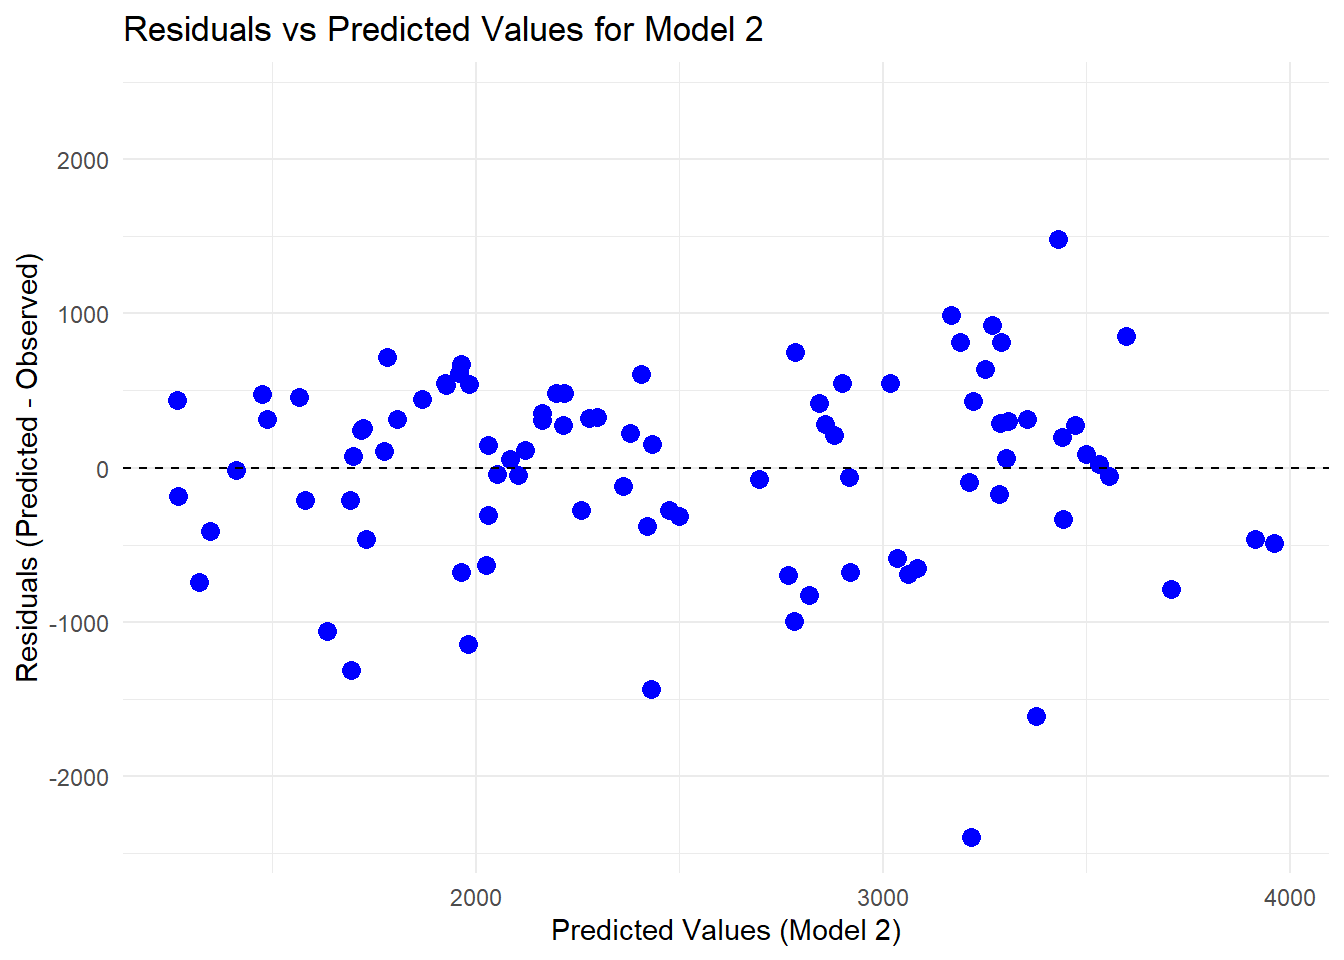 Residuals vs Predicted Values for Model 2
Residuals (Predicted - Observed)
2000
1000
0
-1000
-2000
2000
3000
4000
Predicted Values (Model 2)